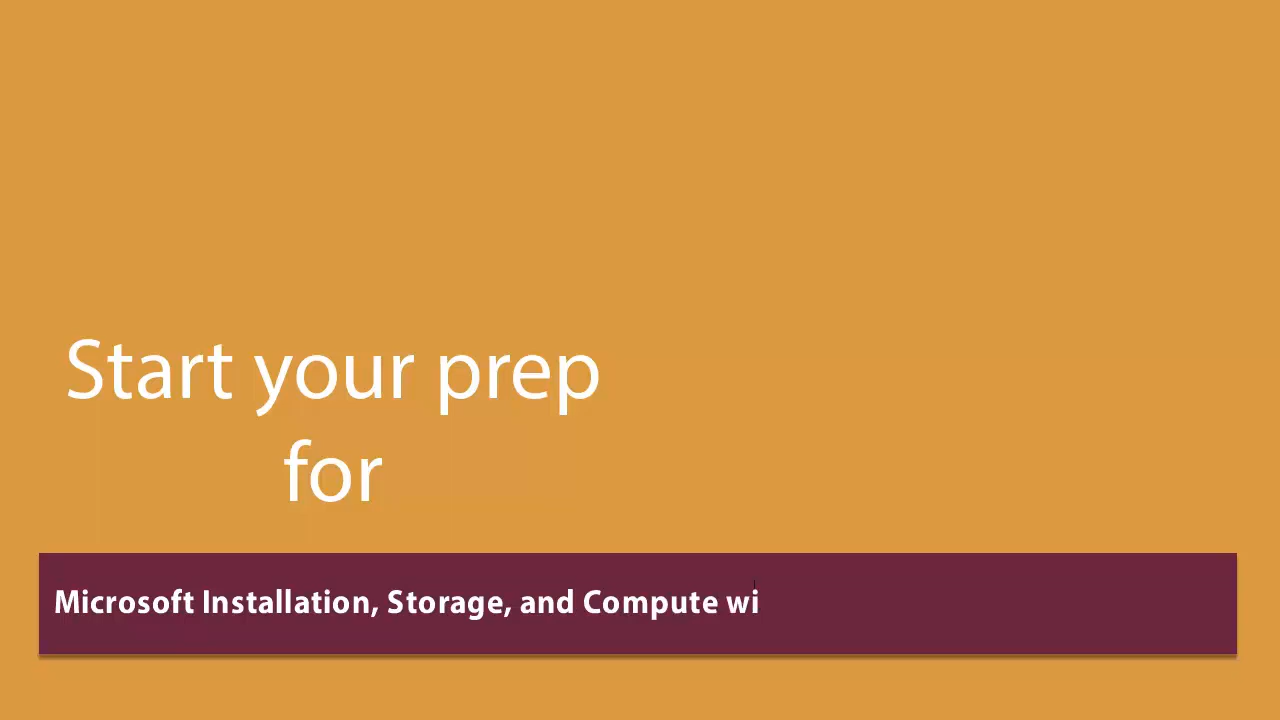 Start your prep
for
Microsoft Installation, Storage, and Compute wi